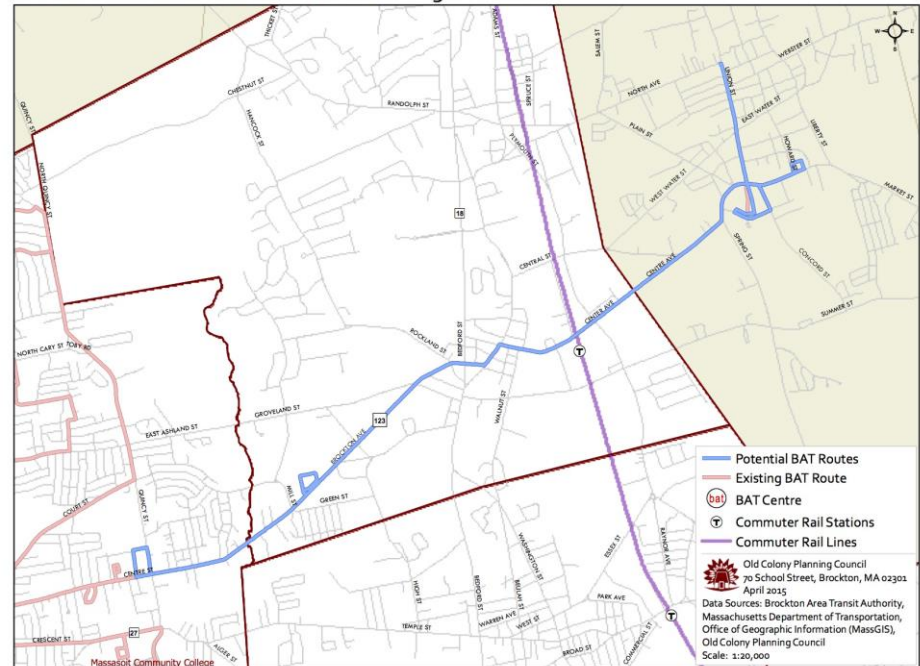 THICKET ST
ADAMS ST
SALEM ST
WEBSTER ST
UNION ST
N
W
E
S
CHESTNUT ST
RANDOLPH ST
SPRUCE ST
NORTH AVE
EAST WATER ST
QUINCY ST
HANCOCK ST
PLYMOUTH ST
PLAIN ST
HOWARD ST
LIBERTY ST
NORTH QUINCY ST
WEST WATER ST
MARKET ST
18
SPRING ST
CONCORD ST
CENTRAL ST
CENTRE AVE
CENTER AVE
SUMMER ST
ROCKLAND ST
BEDFORD ST
NORTH CARY ST
TORY RD
T
WALNUT ST
GROVELAND ST
123
EAST ASHLAND ST
BROCKTON AVE
COURT ST
QUINCY ST
HILL ST
GREEN ST
CENTRE ST
CRESCENT ST
27
ALGER ST
Massasoit Community College
HIGH ST
TEMPLE ST
BEDFORD ST
BEULAH ST
WASHINGTON ST
WARREN AVE
WEST ST
ESSEX ST
RAYNOR AVE
PARK AVE
BROAD ST
COMMERCIAL ST
T
Potential BAT Routes
Existing BAT Route
bat BAT Centre
T Commuter Rail Stations
Commuter Rail Lines
Old Colony Planning Council
70 School Street, Brockton, MA 02301
April 2015
Data Sources: Brockton Area Transit Authority,
Massachusetts Department of Transportation,
Office of Geographic Information (MassGIS),
Old Colony Planning Council
Scale: 1:20,000